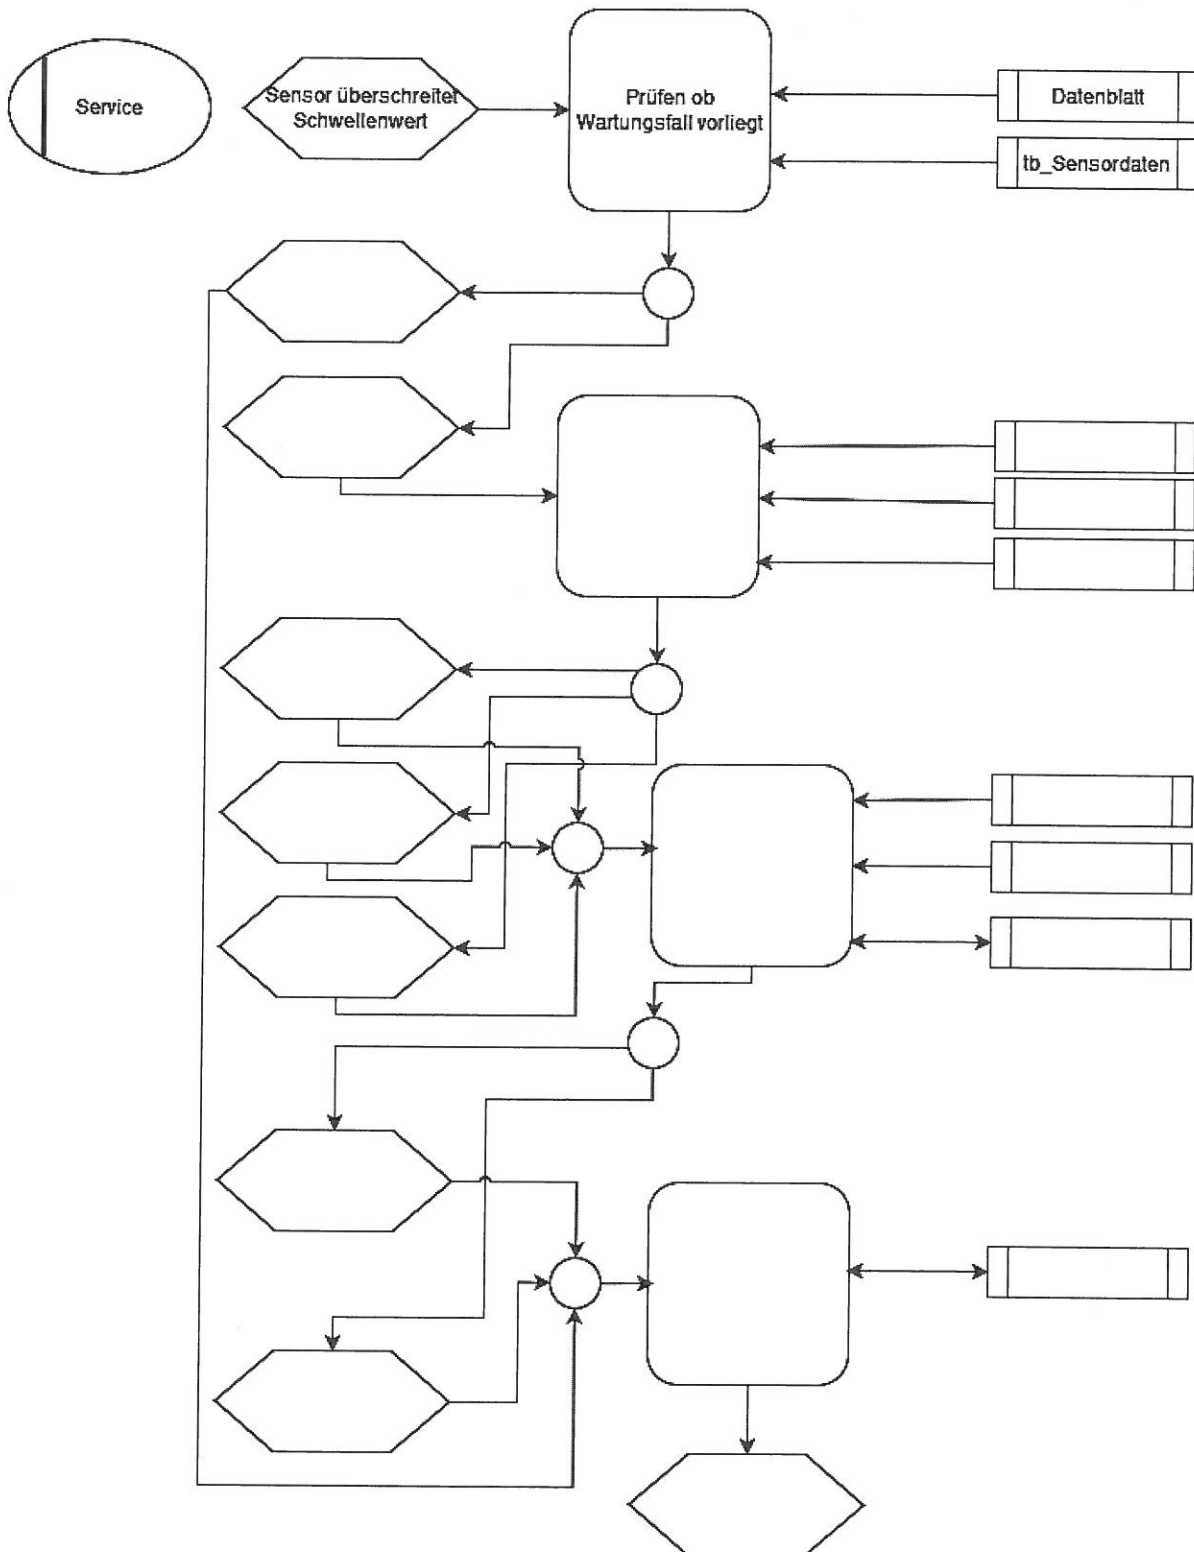 Service
Sensor überschreitet
Schwellenwert
Prüfen ob
Wartungsfall vorliegt
Datenblatt
tb_Sensordaten